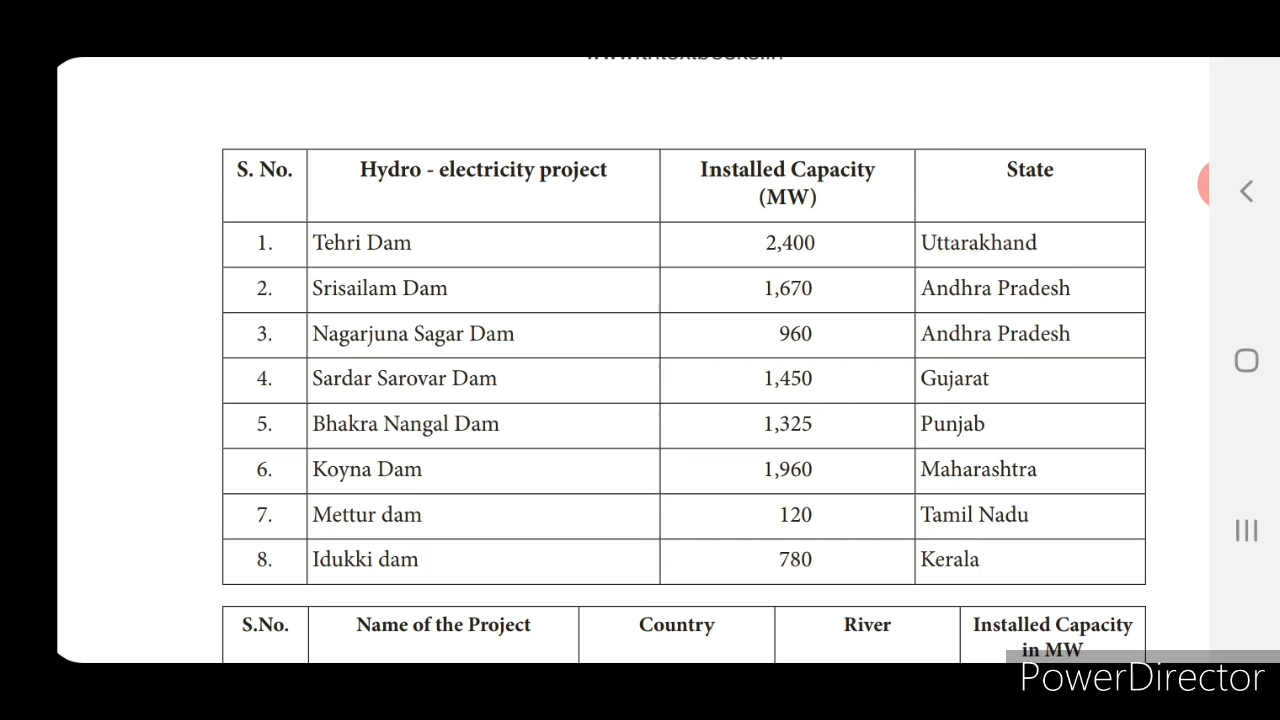 S. No. Hydro - electricity project Installed Capacity (MW) State
1. Tehri Dam 2,400 Uttarakhand
2. Srisailam Dam 1,670 Andhra Pradesh
3. Nagarjuna Sagar Dam 960 Andhra Pradesh
4. Sardar Sarovar Dam 1,450 Gujarat
5. Bhakra Nangal Dam 1,325 Punjab
6. Koyna Dam 1,960 Maharashtra
7. Mettur dam 120 Tamil Nadu
8. Idukki dam 780 Kerala
S.No. Name of the Project Country River Installed Capacity in MW
PowerDirector